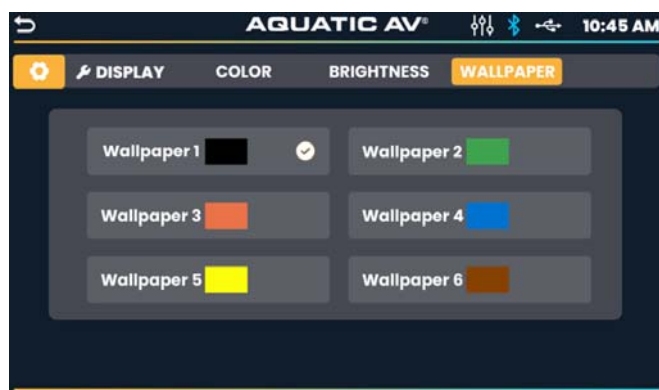 AQUATIC AV® 10:45 AM
DISPLAY COLOR BRIGHTNESS WALLPAPER
Wallpaper 1 Wallpaper 2
Wallpaper 3 Wallpaper 4
Wallpaper 5 Wallpaper 6